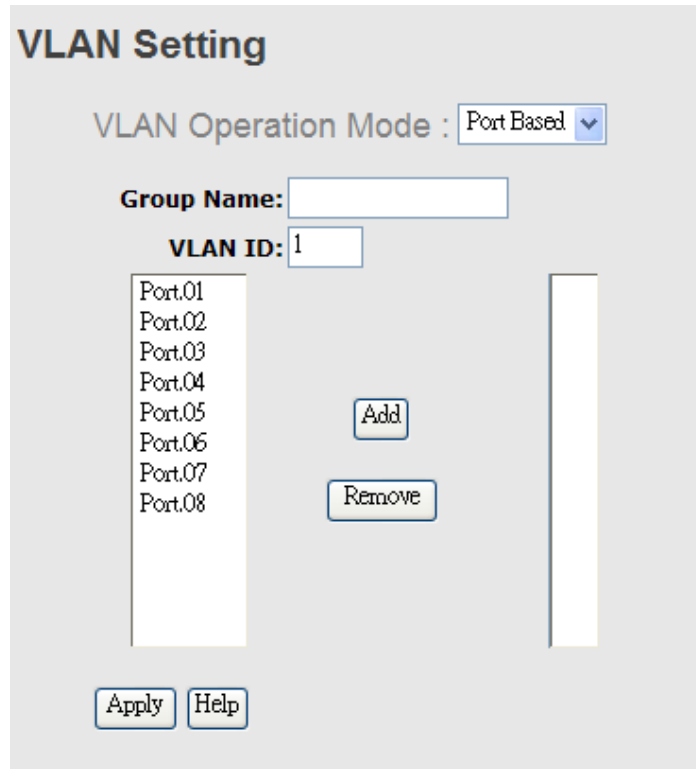 VLAN Setting
VLAN Operation Mode : Port Based
Group Name:
VLAN ID: 1
Port.01
Port.02
Port.03
Port.04
Port.05
Port.06
Port.07
Port.08
Add
Remove
Apply Help